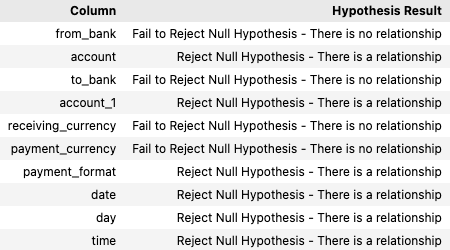 Column Hypothesis Result
from_bank Fail to Reject Null Hypothesis - There is no relationship
account Reject Null Hypothesis - There is a relationship
to_bank Fail to Reject Null Hypothesis - There is no relationship
account_1 Reject Null Hypothesis - There is a relationship
receiving_currency Fail to Reject Null Hypothesis - There is no relationship
payment_currency Fail to Reject Null Hypothesis - There is no relationship
payment_format Reject Null Hypothesis - There is a relationship
date Reject Null Hypothesis - There is a relationship
day Reject Null Hypothesis - There is a relationship
time Reject Null Hypothesis - There is a relationship